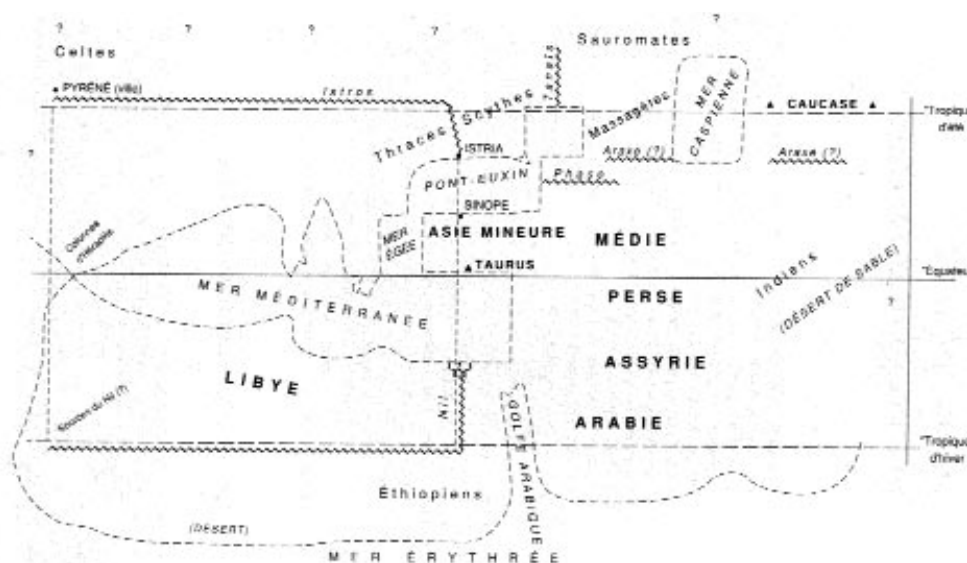 ? ? ? ? ?
Celtes
Sauromates
PYRÉNÉ (ville)
Istros
Tanaïs
Thraces
Scythes
Massagètes
MER
CASPIENNE
CAUCASE
"Tropique
d'été
?
ISTRIA
Araxe (?)
Araxe (?)
PONT-EUXIN
Phase
SINOPE
Colonnes
d'Héraclès
MER
ÉGÉE
ASIE MINEURE
MÉDIE
TAURUS
Indiens
(DÉSERT DE SABLE)
"Équateur
?
MER MÉDITERRANÉE
PERSE
ASSYRIE
LIBYE
Sources du Nil (?)
Nil
GOLFE ARABIQUE
ARABIE
"Tropique
d'hiver
Éthiopiens
(DÉSERT)
MER ÉRYTHRÉE